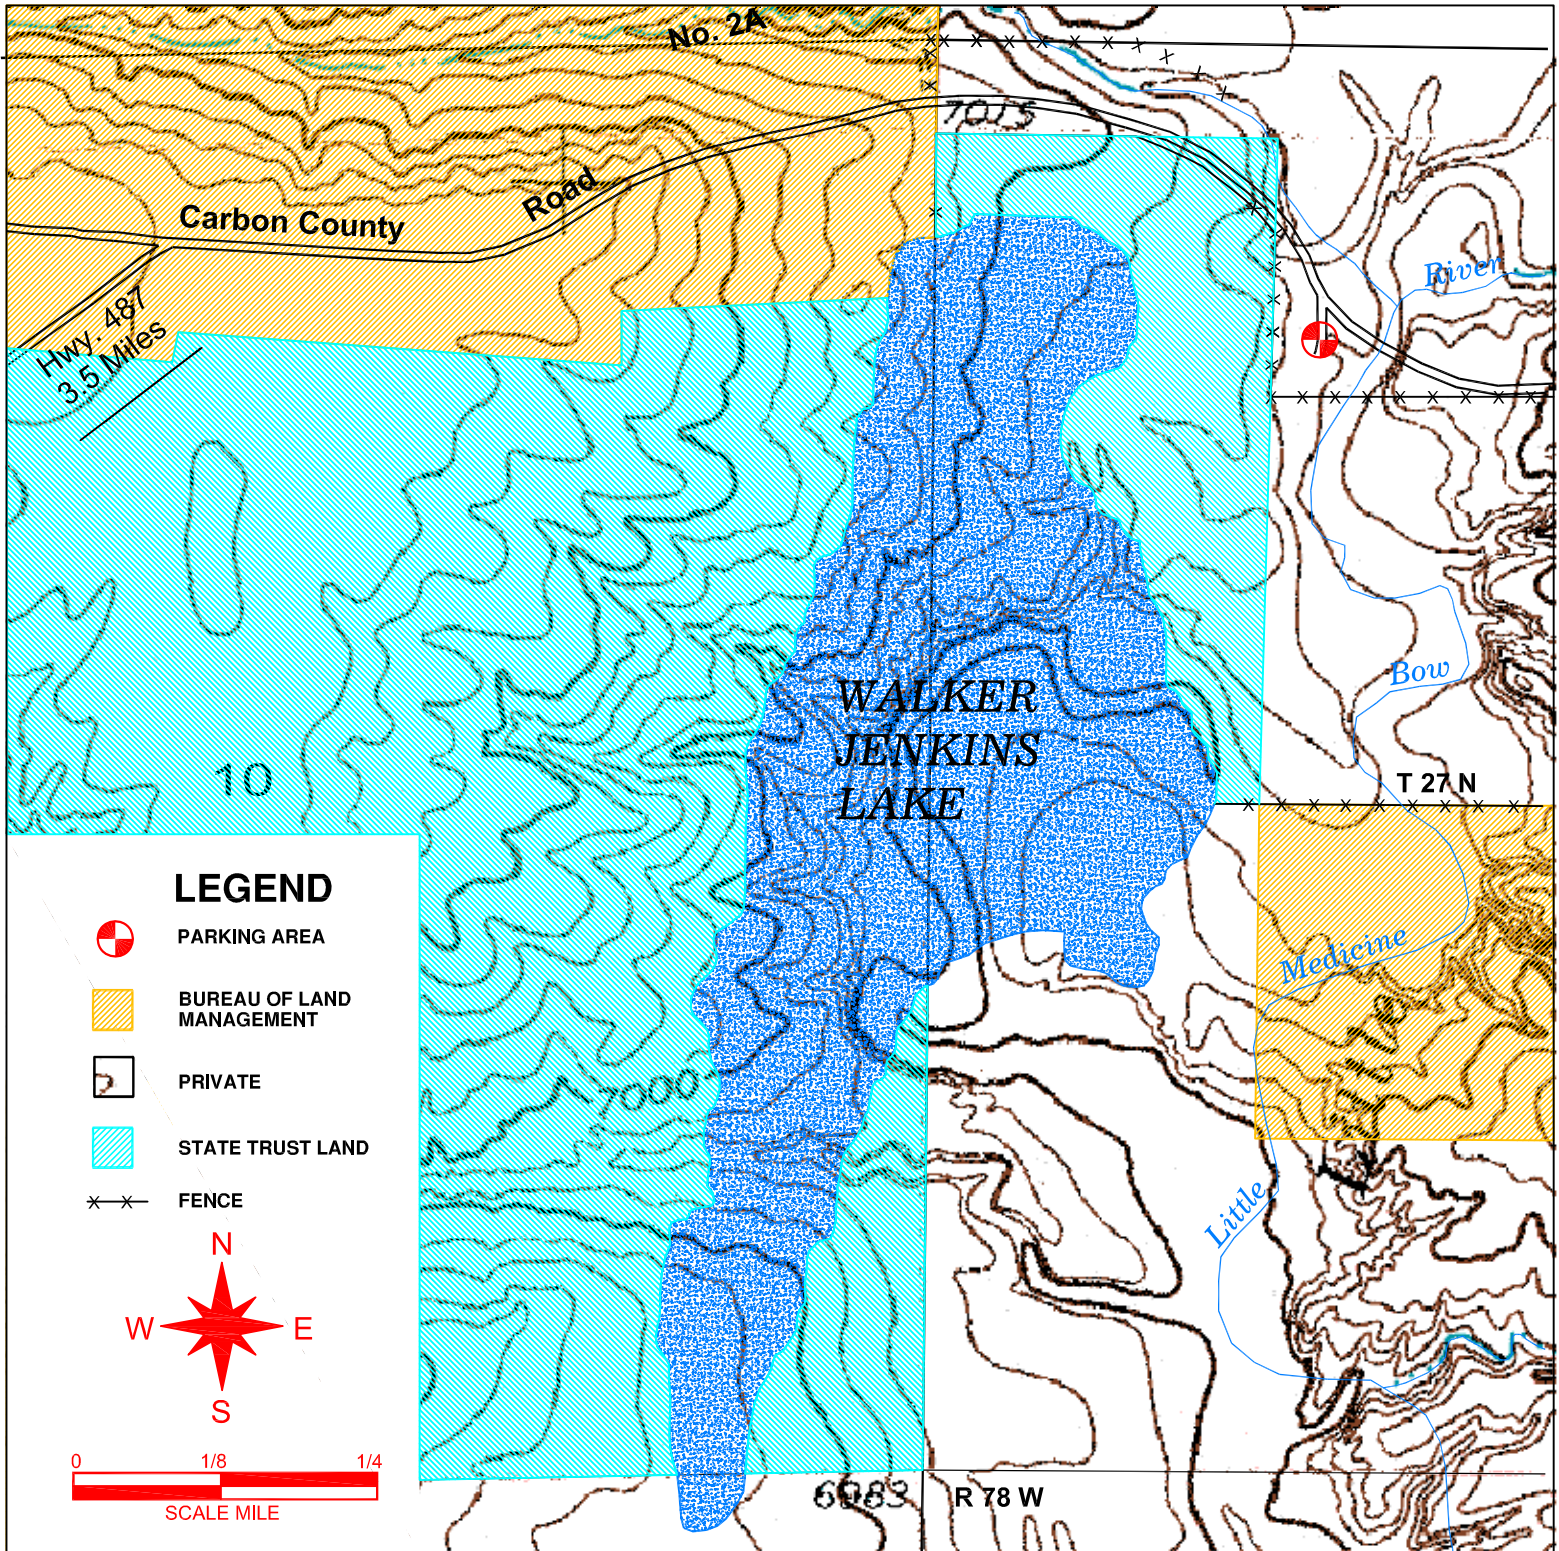 No. 2A
7015
Road
Carbon County
River
Hwy. 487
3.5 Miles
Bow
WALKER
JENKINS
LAKE
10
T 27 N
LEGEND
PARKING AREA
BUREAU OF LAND
MANAGEMENT
PRIVATE
STATE TRUST LAND
FENCE
Medicine
7000
Little
N
W
E
S
0 1/8 1/4
SCALE MILE
6983
R 78 W